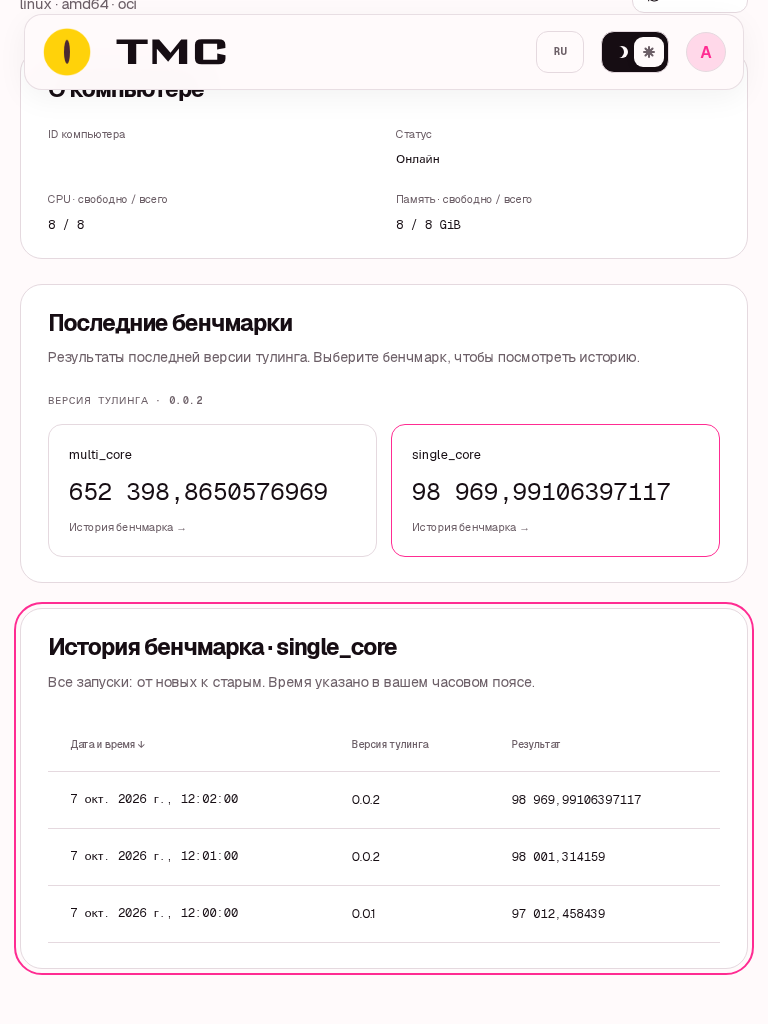 linux · amd64 · oci
TMC
RU
A
О компьютере
ID компьютера
Статус
Онлайн
CPU · свободно / всего
Память · свободно / всего
8 / 8
8 / 8 GiB
Последние бенчмарки
Результаты последней версии тулинга. Выберите бенчмарк, чтобы посмотреть историю.
ВЕРСИЯ ТУЛИНГА · 0.0.2
multi_core
652 398,8650576969
История бенчмарка →
single_core
98 969,99106397117
История бенчмарка →
История бенчмарка · single_core
Все запуски: от новых к старым. Время указано в вашем часовом поясе.
Дата и время ↓ Версия тулинга Результат
7 окт. 2026 г., 12:02:00 0.0.2 98 969,99106397117
7 окт. 2026 г., 12:01:00 0.0.2 98 001,314159
7 окт. 2026 г., 12:00:00 0.0.1 97 012,458439